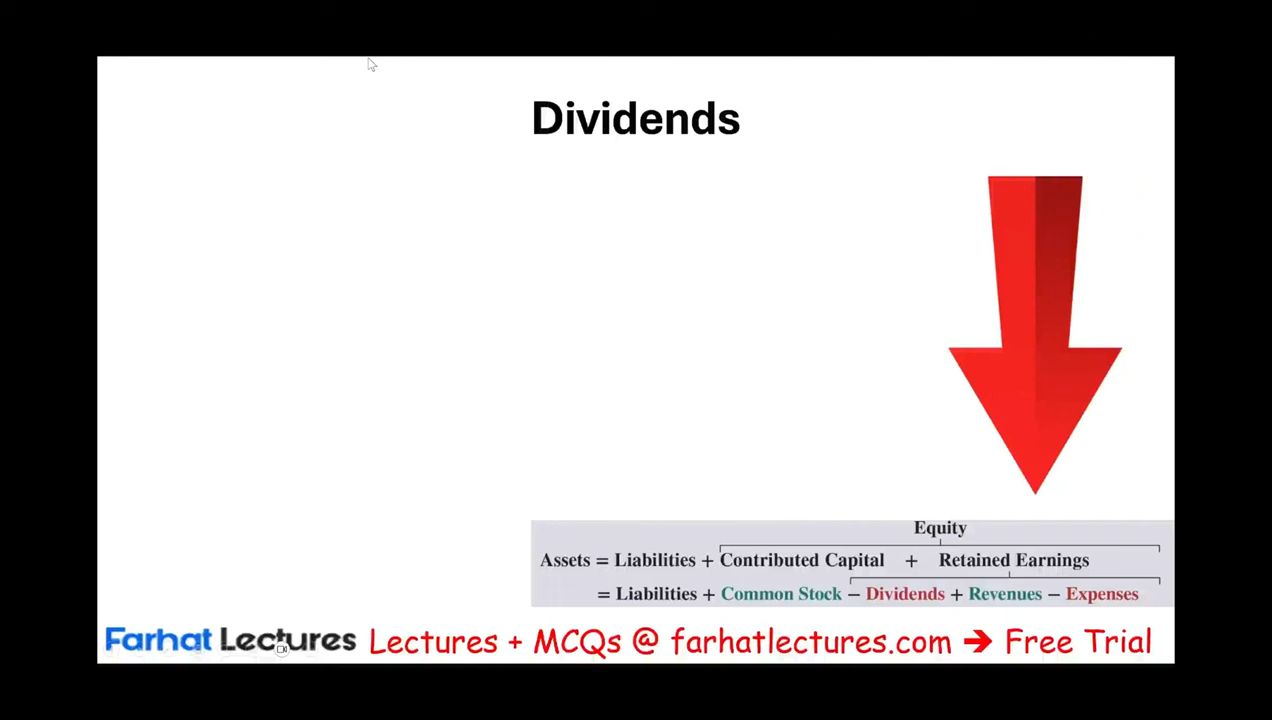 Dividends
Equity
Assets = Liabilities + Contributed Capital + Retained Earnings
= Liabilities + Common Stock − Dividends + Revenues − Expenses
Farhat Lectures Lectures + MCQs @ farhatlectures.com → Free Trial